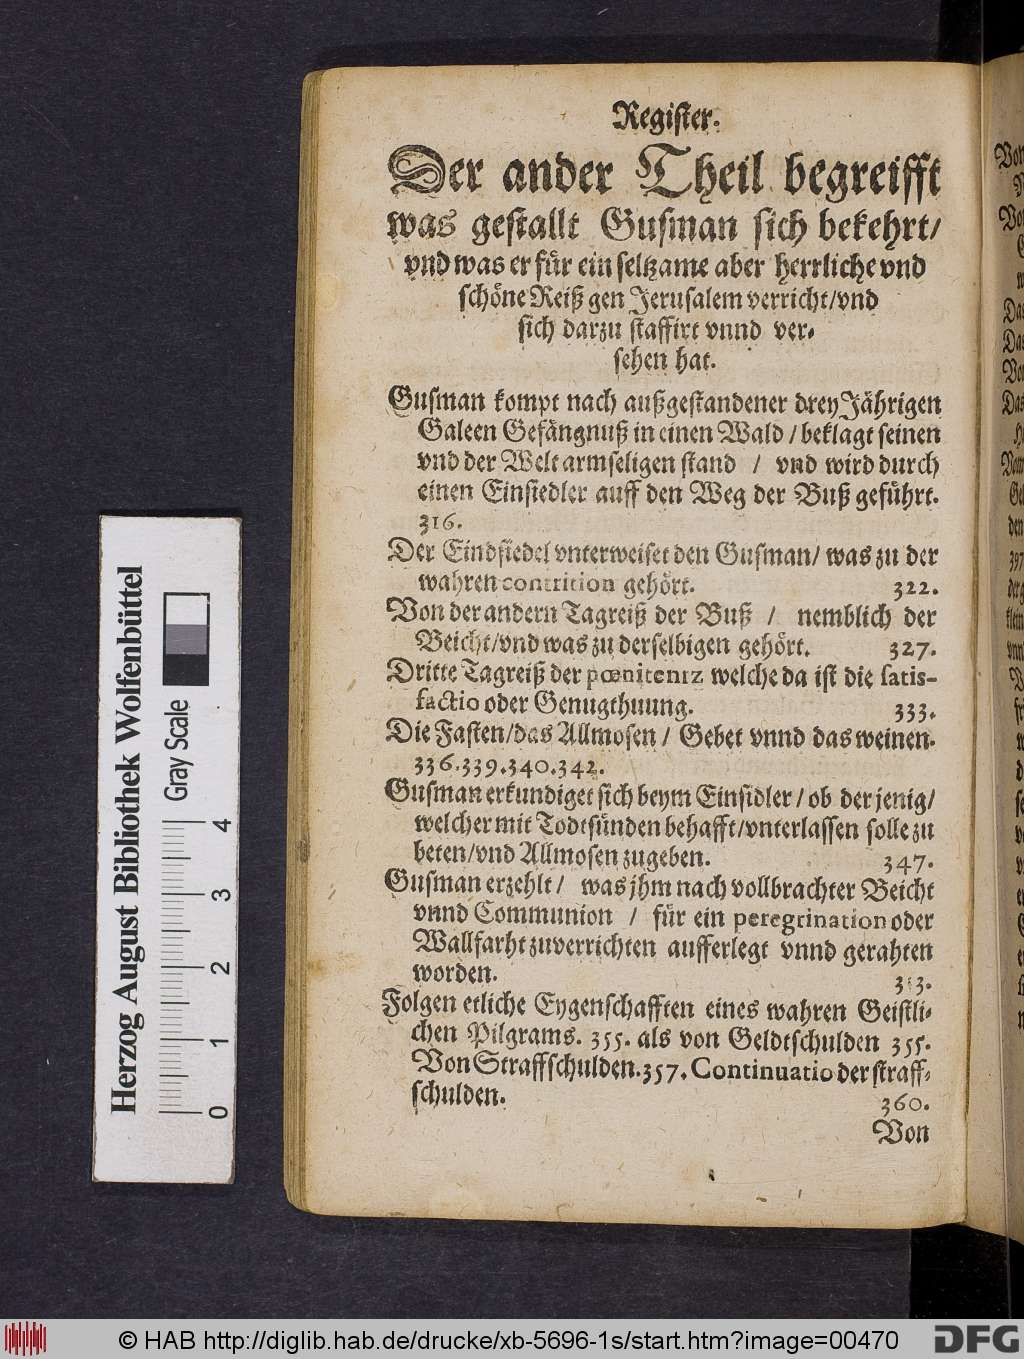 Register.
Der ander Theil begreifft
was gestallt Gusman sich bekehrt/
vnd was er für ein seltzame aber herrliche vnd
schöne Reiß gen Jerusalem verricht/vnd
sich darzu staffirt vnnd ver-
sehen hat.
Gusman kompt nach außgestandener drey Jährigen
Galeen Gefängnuß in einen Wald / beklagt seinen
vnd der Welt armseligen stand / vnd wird durch
einen Einsiedler auff den Weg der Buß geführt.
316.
Der Eindsiedel vnterweiset den Gusman/ was zu der
wahren contrition gehört. 322.
Von der andern Tagreiß der Buß / nemblich der
Beicht/vnd was zu derselbigen gehört. 327.
Dritte Tagreiß der pœnitentz welche da ist die satis-
factio oder Genugthuung. 333.
Die Fasten/das Allmosen/ Gebet vnnd das weinen.
336.339.340.342.
Gusman erkundiget sich beym Einsidler / ob der jenig/
welcher mit Todtsünden behafft/vnterlassen solle zu
beten/vnd Allmosen zugeben. 347.
Gusman erzehlt / was jhm nach vollbrachter Beicht
vnnd Communion / für ein peregrination oder
Wallfarht zuverrichten aufferlegt vnnd gerahten
worden.
Folgen etliche Eygenschafften eines wahren Geistli-
chen Pilgrams. 355. als von Geldtschulden 355.
Von Straffschulden.357. Continuatio der straff-
schulden. 360.
Von
Herzog August Bibliothek Wolfenbüttel
Gray Scale
0 1 2 3 4
© HAB http://diglib.hab.de/drucke/xb-5696-1s/start.htm?image=00470
DFG